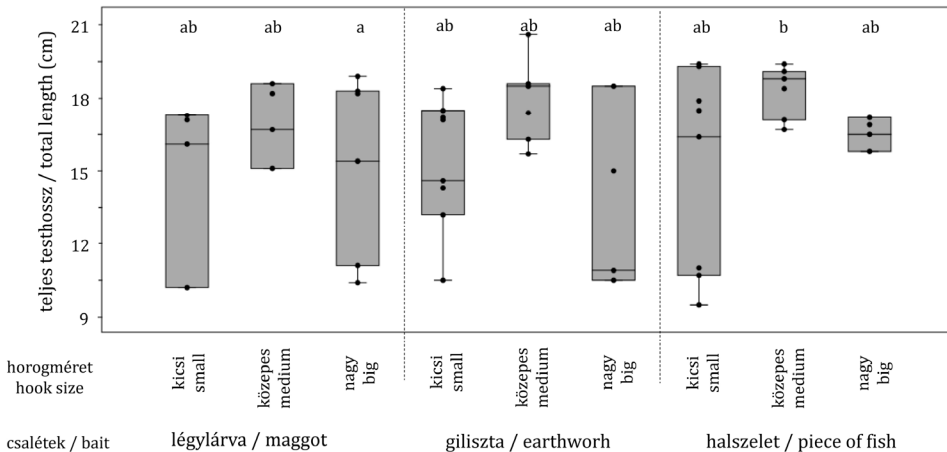 teljes testhossz / total length (cm)
21
18
15
12
9
ab ab a ab ab ab ab b ab
horogméret
hook size
kicsi
small
közepes
medium
nagy
big
kicsi
small
közepes
medium
nagy
big
kicsi
small
közepes
medium
nagy
big
csalétek / bait
légylárva / maggot
giliszta / earthworh
halszelet / piece of fish